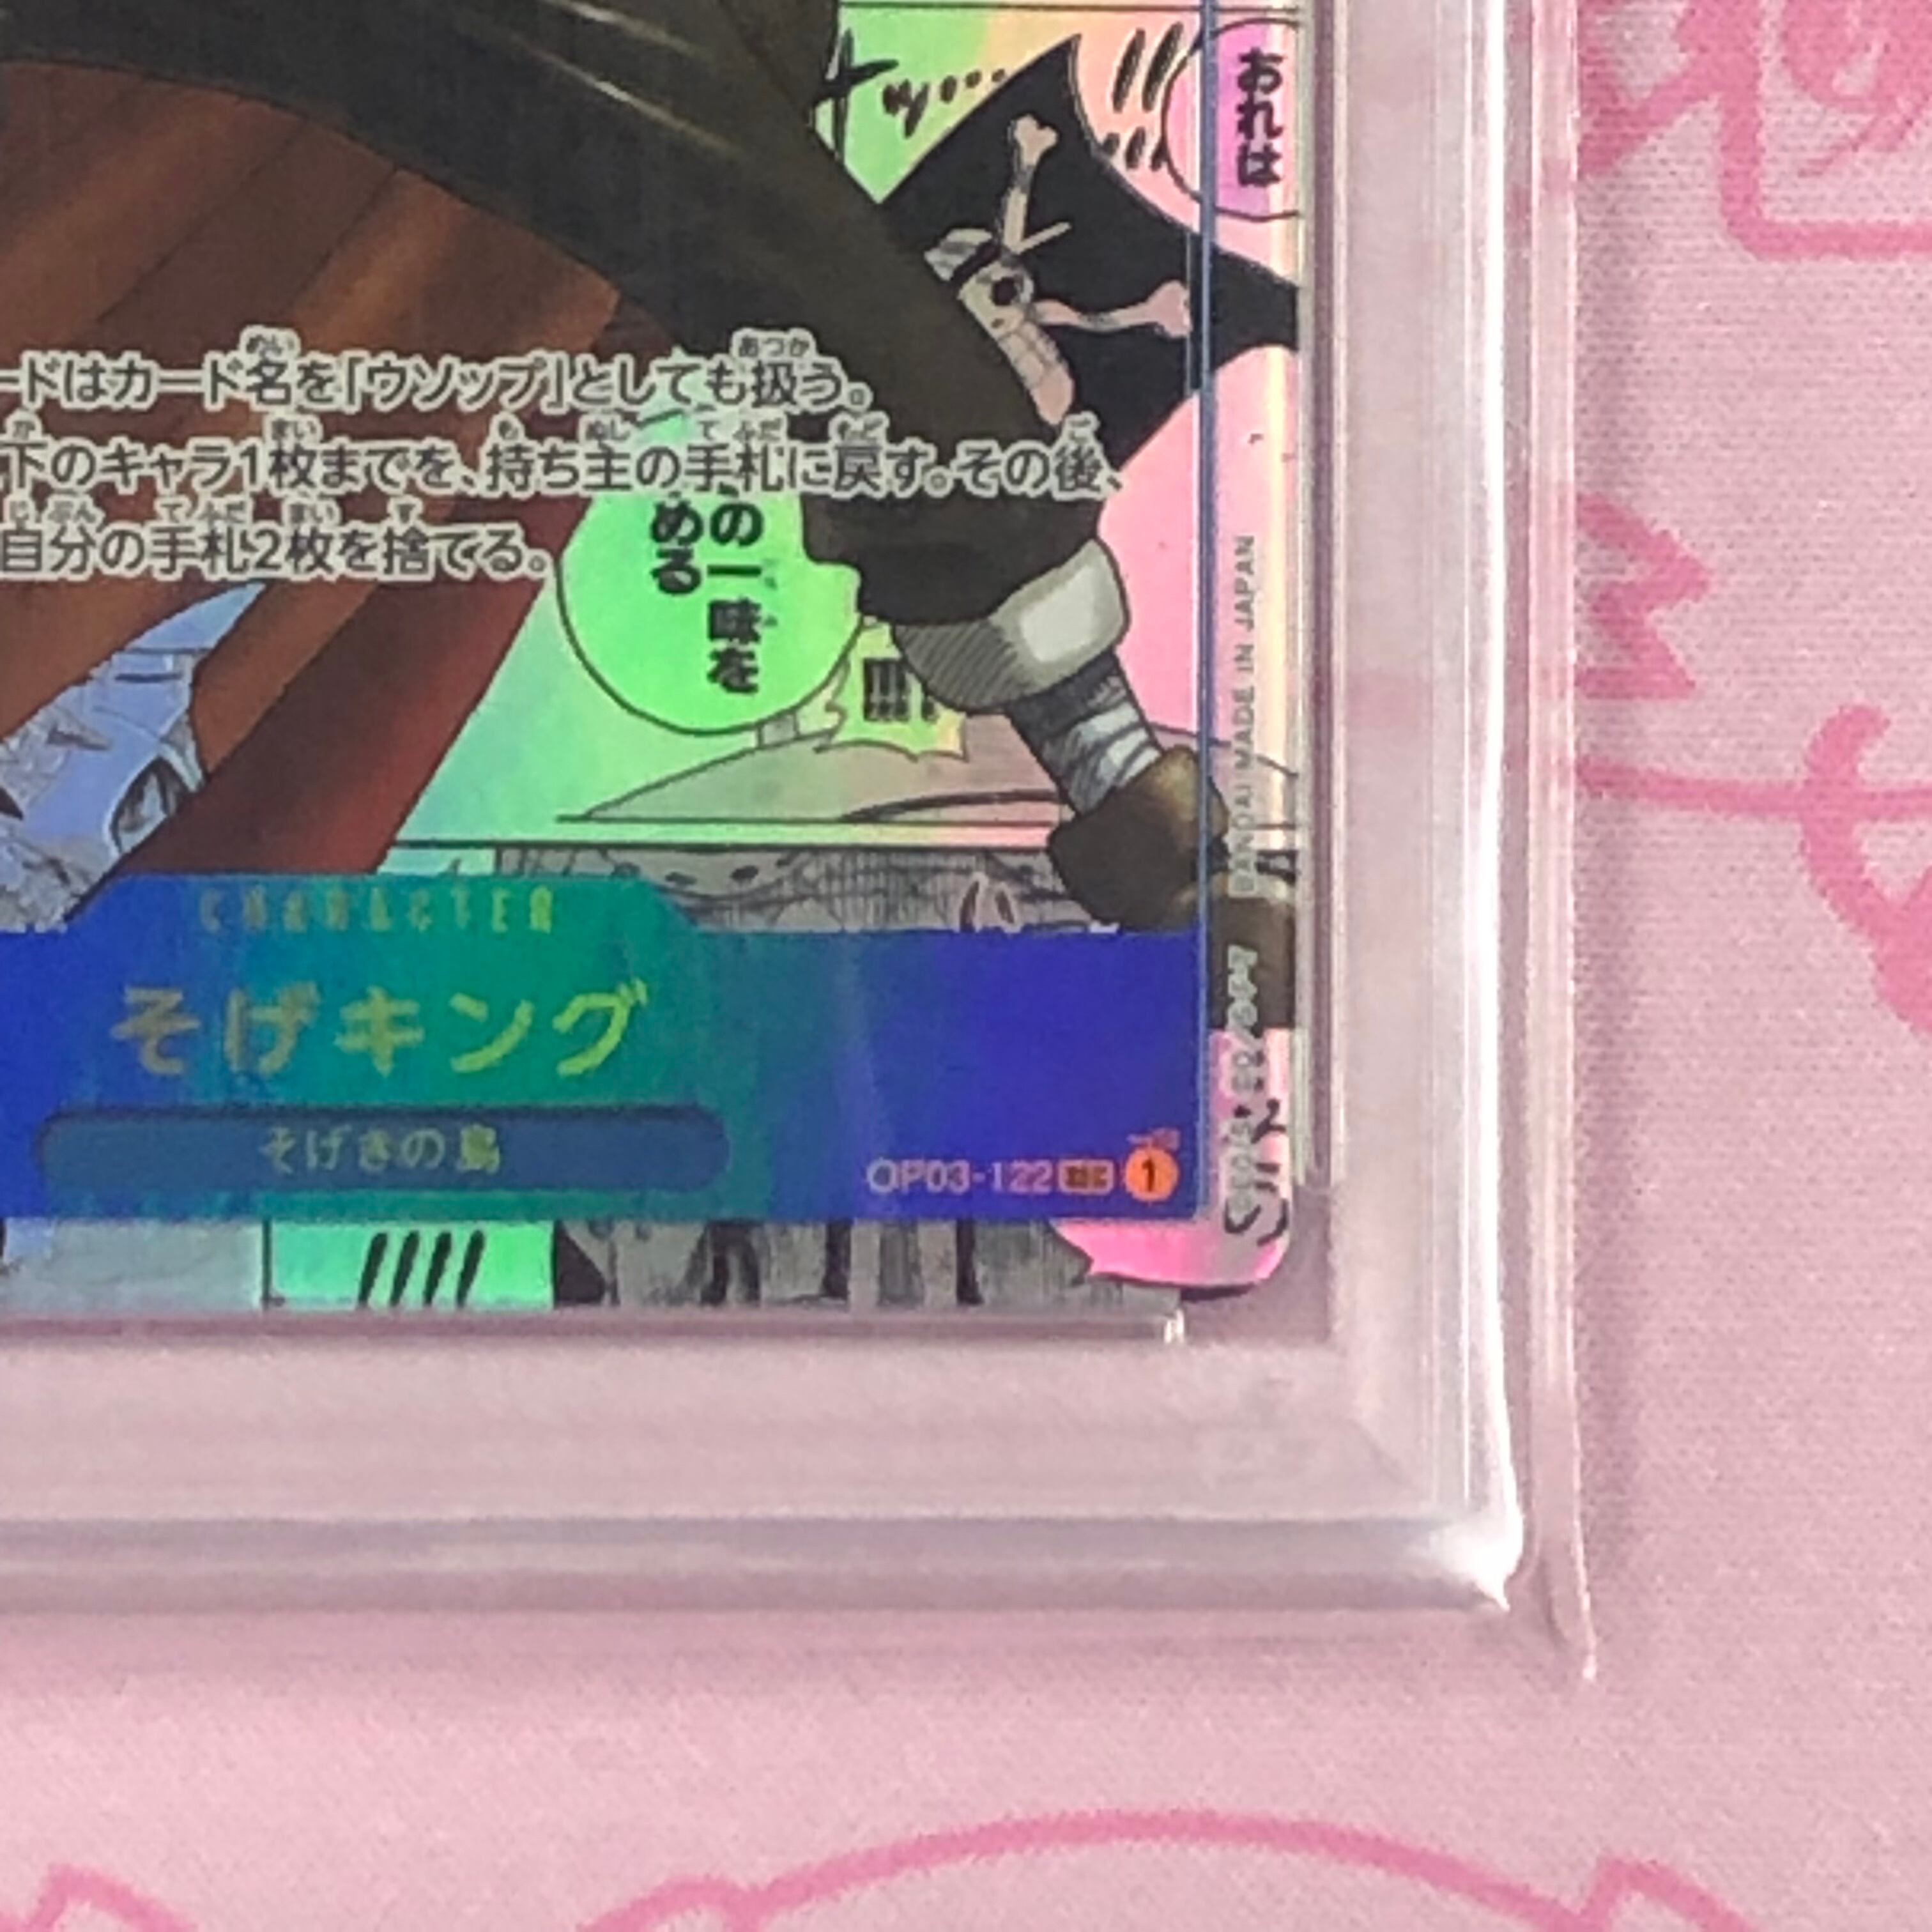 ッ…
おれは
ードはカード名を「ウソップ」としても扱う。
下のキャラ1枚までを、持ち主の手札に戻す。その後、
自分の手札2枚を捨てる。
の一味を
める
!!!
BANDAI MADE IN JAPAN
CHARACTER
そげキング
そげきの島
OP03-122 SEC 1